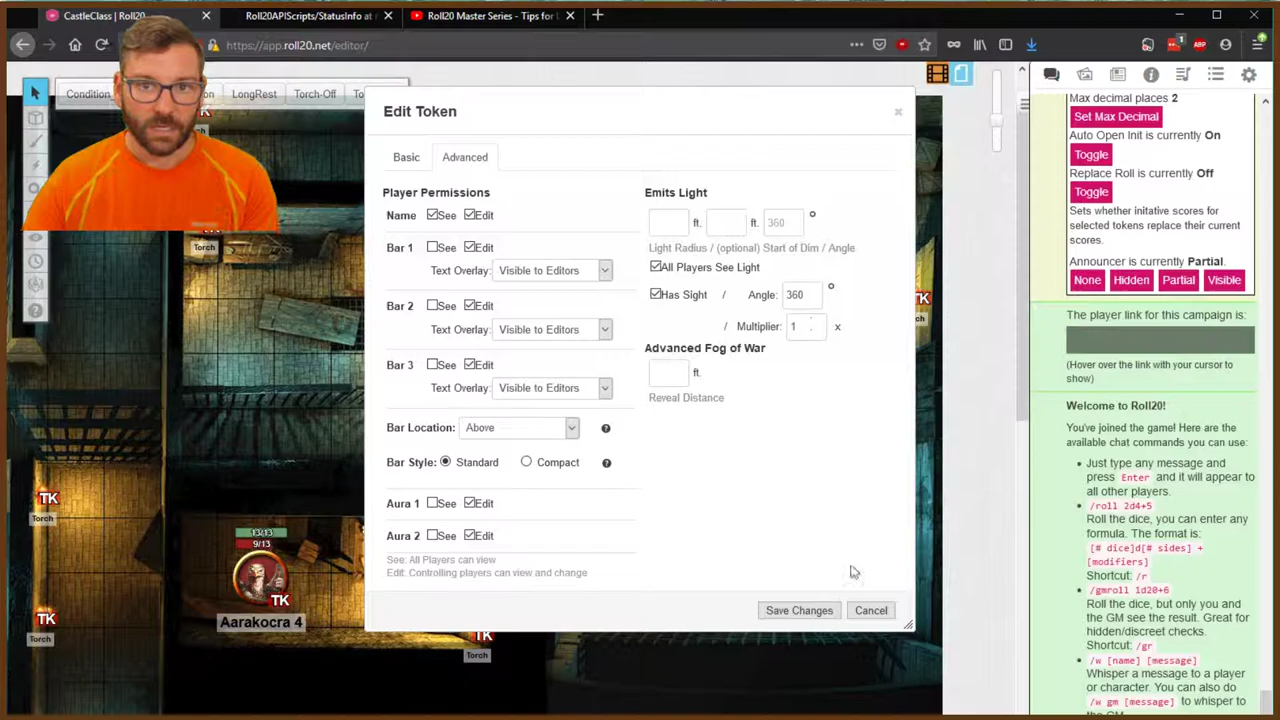 CastleClass | Roll20
Roll20APIScripts/StatusInfo at
Roll20 Master Series - Tips for
https://app.roll20.net/editor/
1
ABP
Condition
LongRest
Torch-Off
Edit Token
Basic
Advanced
Player Permissions
Name See Edit
Bar 1 See Edit
Text Overlay: Visible to Editors
Bar 2 See Edit
Text Overlay: Visible to Editors
Bar 3 See Edit
Text Overlay: Visible to Editors
Bar Location: Above
Bar Style: Standard Compact
Aura 1 See Edit
Aura 2 See Edit
See: All Players can view
Edit: Controlling players can view and change
Emits Light
ft. ft. 360 °
Light Radius / (optional) Start of Dim / Angle
All Players See Light
Has Sight / Angle: 360 °
/ Multiplier: 1 x
Advanced Fog of War
ft.
Reveal Distance
Save Changes
Cancel
Torch
TK
Torch
13/13
9/13
TK
Aarakocra 4
TK
Torch
TK
Torch
Max decimal places 2
Set Max Decimal
Auto Open Init is currently On
Toggle
Replace Roll is currently Off
Toggle
Sets whether initative scores for
selected tokens replace their current
scores.
Announcer is currently Partial.
None Hidden Partial Visible
The player link for this campaign is:
(Hover over the link with your cursor to
show)
Welcome to Roll20!
You've joined the game! Here are the
available chat commands you can use:
Just type any message and
press Enter and it will appear to
all other players.
/roll 2d4+5
Roll the dice, you can enter any
formula. The format is:
[# dice]d[# sides] +
[modifiers]
Shortcut: /r
/gmroll 1d20+6
Roll the dice, but only you and
the GM see the result. Great for
hidden/discreet checks.
Shortcut: /gr
/w [name] [message]
Whisper a message to a player
or character. You can also do
/w gm [message] to whisper to